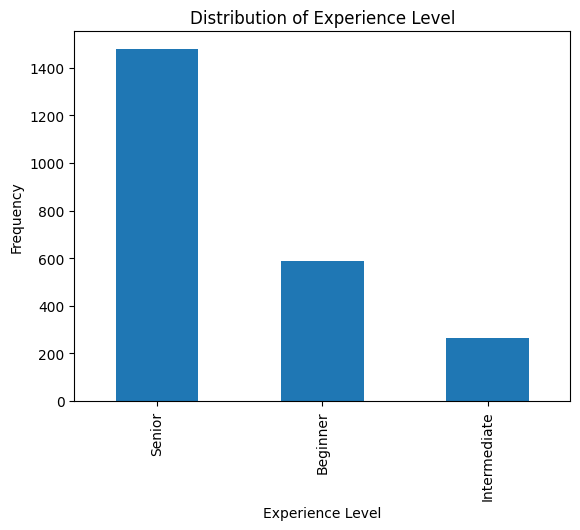 Distribution of Experience Level
Frequency
1400
1200
1000
800
600
400
200
0
Senior
Beginner
Intermediate
Experience Level